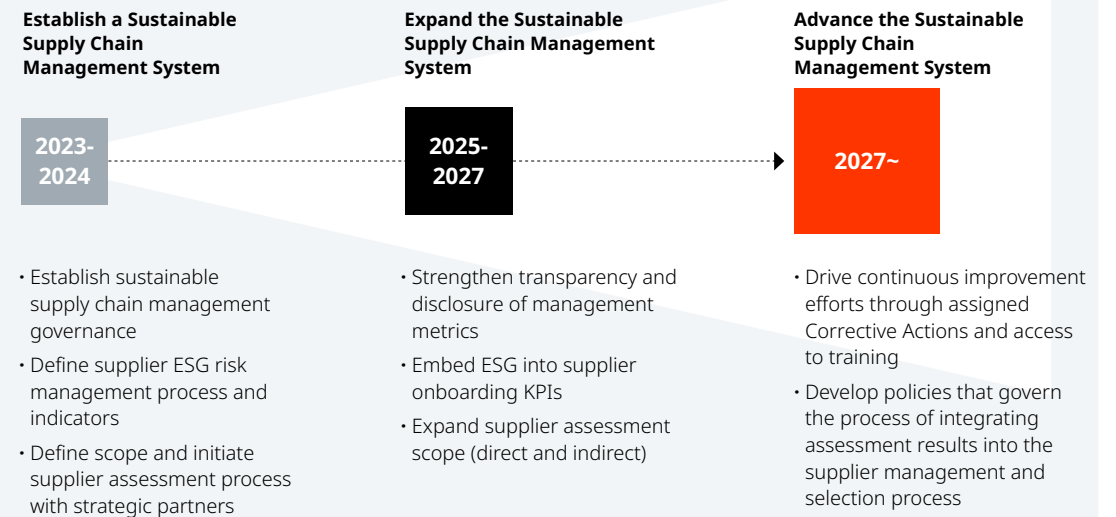 Establish a Sustainable
Supply Chain
Management System
2023-
2024
• Establish sustainable
supply chain management
governance
• Define supplier ESG risk
management process and
indicators
• Define scope and initiate
supplier assessment process
with strategic partners
Expand the Sustainable
Supply Chain Management
System
2025-
2027
• Strengthen transparency and
disclosure of management
metrics
• Embed ESG into supplier
onboarding KPIs
• Expand supplier assessment
scope (direct and indirect)
Advance the Sustainable
Supply Chain
Management System
2027~
• Drive continuous improvement
efforts through assigned
Corrective Actions and access
to training
• Develop policies that govern
the process of integrating
assessment results into the
supplier management and
selection process